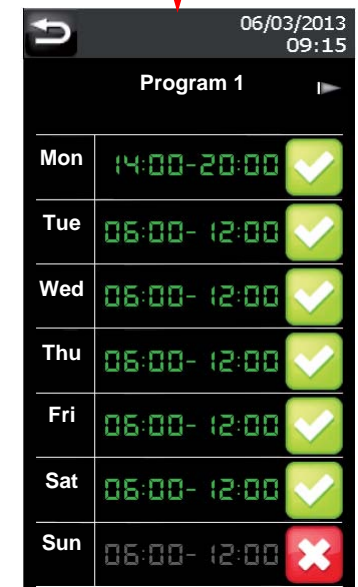 06/03/2013
09:15
Program 1
Mon 14:00-20:00
Tue 06:00-12:00
Wed 06:00-12:00
Thu 06:00-12:00
Fri 06:00-12:00
Sat 06:00-12:00
Sun 06:00-12:00